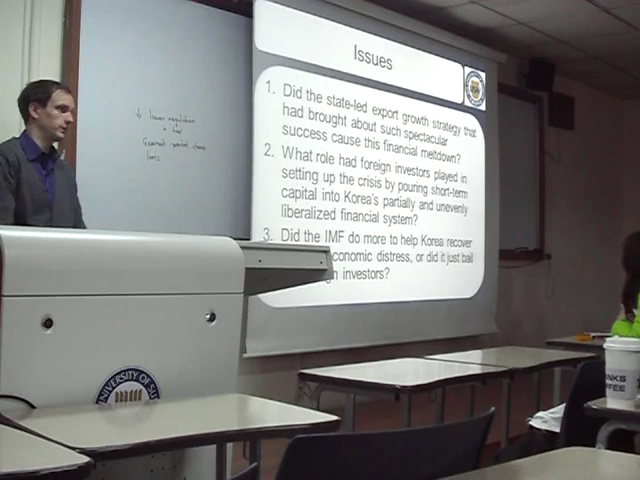 Issues
1. Did the state-led export growth strategy that
had brought about such spectacular
success cause this financial meltdown?
2. What role had foreign investors played in
setting up the crisis by pouring short-term
capital into Korea's partially and unevenly
liberalized financial system?
3. Did the IMF do more to help Korea recover
conomic distress, or did it just bail
n investors?
UNIVERSITY OF SU
NKS
FFEE